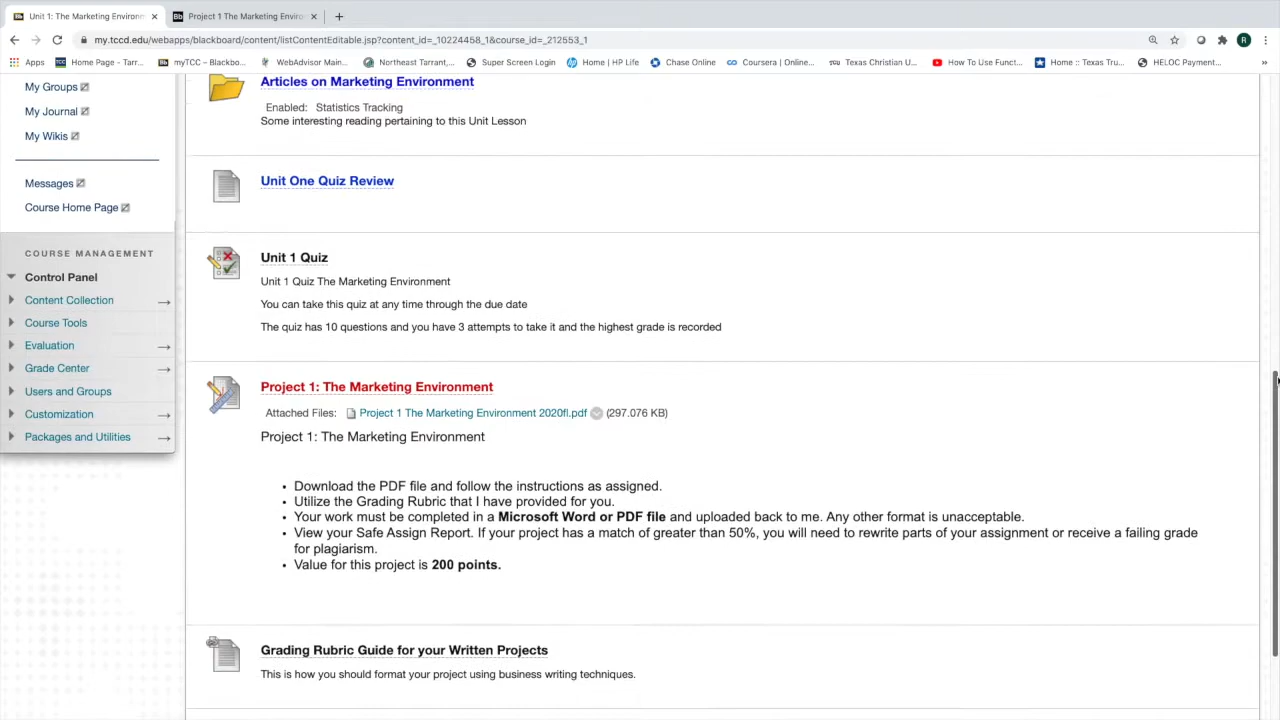 Unit 1: The Marketing Environm
Project 1 The Marketing Enviro
my.tccd.edu/webapps/blackboard/content/listContentEditable.jsp?content_id=_10224458_1&course_id=_212553_1
R
Apps
Home Page - Tarr...
myTCC – Blackbo...
WebAdvisor Main...
Northeast Tarrant,...
Super Screen Login
Home | HP Life
Chase Online
Coursera | Online...
Texas Christian U...
How To Use Funct...
Home :: Texas Tru...
HELOC Payment...
»
My Groups
My Journal
My Wikis
Messages
Course Home Page
COURSE MANAGEMENT
Control Panel
Content Collection
Course Tools
Evaluation
Grade Center
Users and Groups
Customization
Packages and Utilities
Articles on Marketing Environment
Enabled: Statistics Tracking
Some interesting reading pertaining to this Unit Lesson
Unit One Quiz Review
Unit 1 Quiz
Unit 1 Quiz The Marketing Environment
You can take this quiz at any time through the due date
The quiz has 10 questions and you have 3 attempts to take it and the highest grade is recorded
Project 1: The Marketing Environment
Attached Files: Project 1 The Marketing Environment 2020fl.pdf (297.076 KB)
Project 1: The Marketing Environment
• Download the PDF file and follow the instructions as assigned.
• Utilize the Grading Rubric that I have provided for you.
• Your work must be completed in a Microsoft Word or PDF file and uploaded back to me. Any other format is unacceptable.
• View your Safe Assign Report. If your project has a match of greater than 50%, you will need to rewrite parts of your assignment or receive a failing grade
for plagiarism.
• Value for this project is 200 points.
Grading Rubric Guide for your Written Projects
This is how you should format your project using business writing techniques.